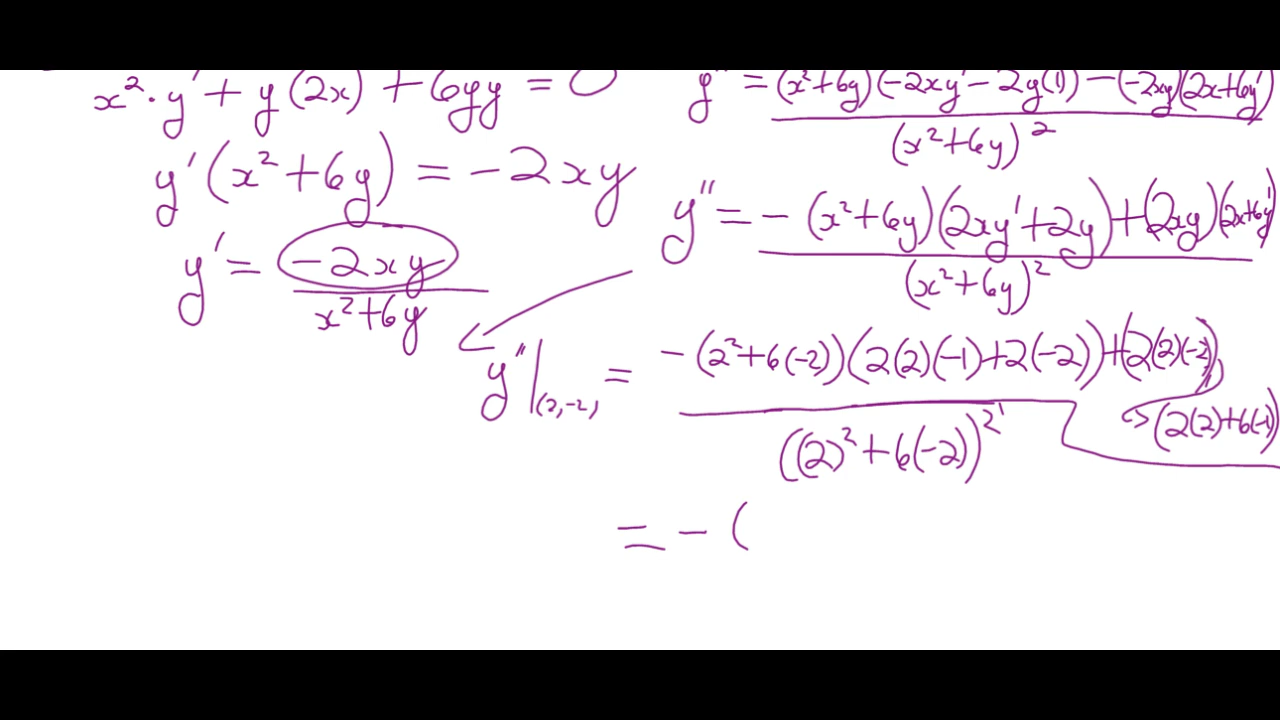 x²·y' + y(2x) + 6yy = 0
y'(x²+6y) = -2xy
y' = -2xy / x²+6y
y'' = (x²+6y)(-2xy' - 2y(1) - (-2xy)(2x+6y') / (x²+6y)²
y'' = - (x²+6y)(2xy'+2y) + (2xy)(2x+6y') / (x²+6y)²
y''|(2,-2) = - (2²+6(-2))(2(2)(-1)+2(-2)) + (2(2)(-2)) (2(2)+6(-1)) / ((2)²+6(-2))²
= - (